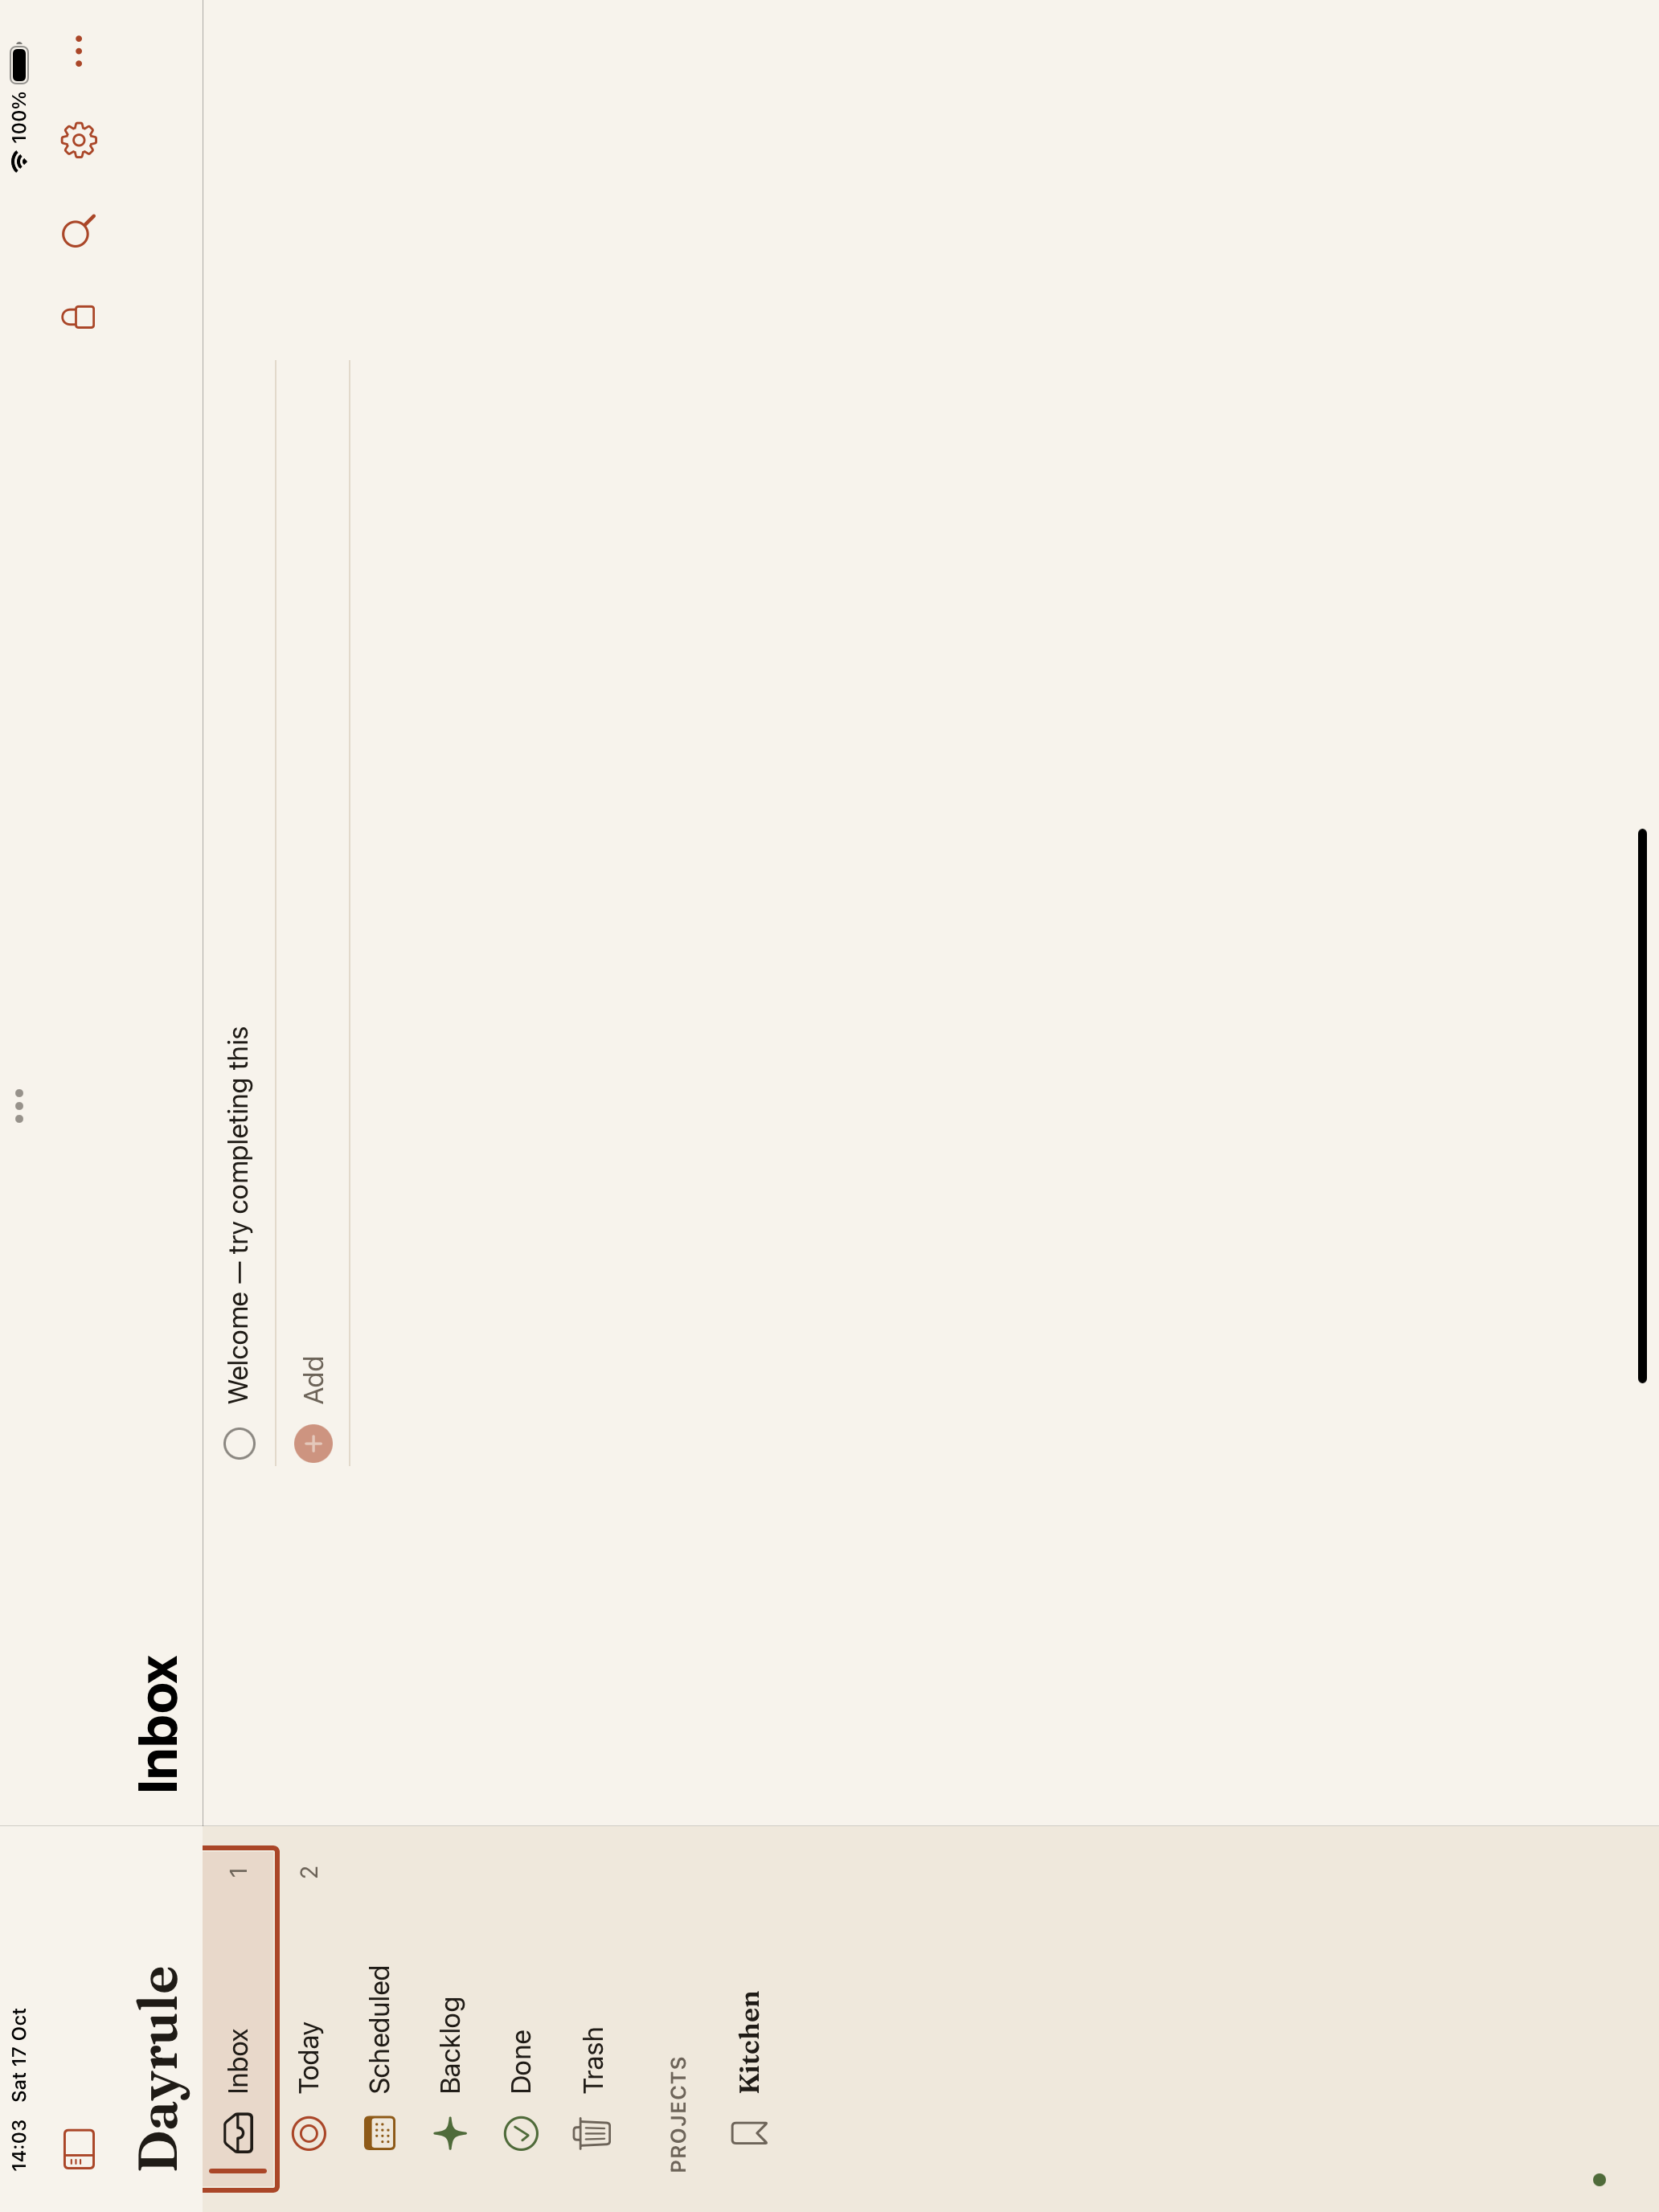 14:03 Sat 17 Oct
100%
Dayrule
Inbox
Inbox 1
Today 2
Scheduled
Backlog
Done
Trash
PROJECTS
Kitchen
Welcome — try completing this
Add